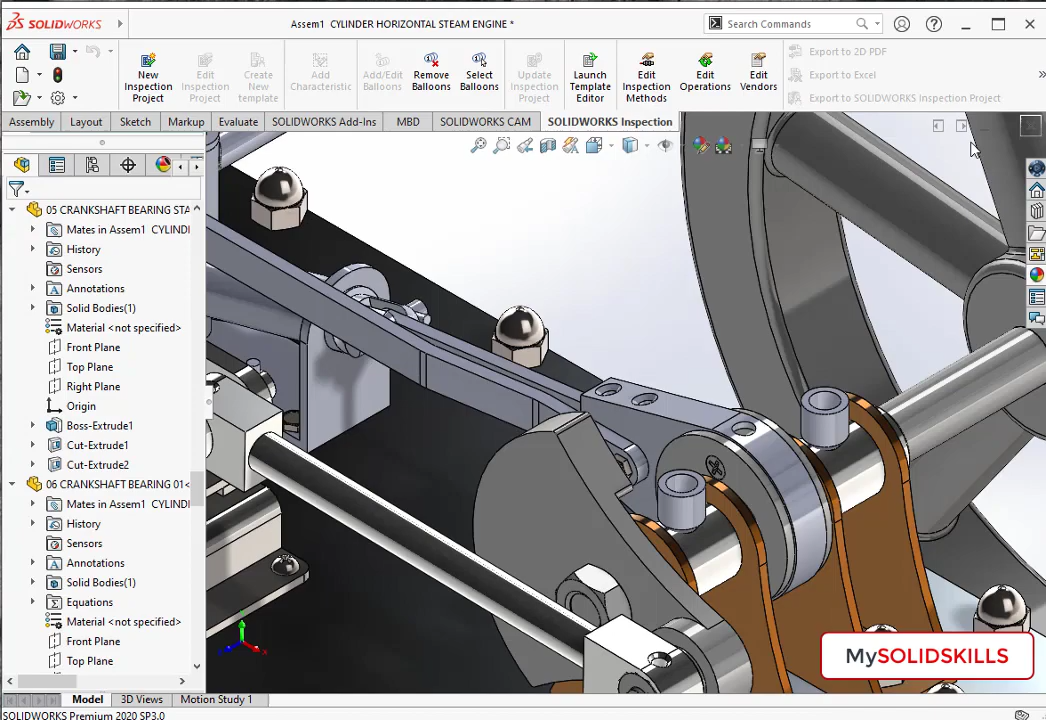 SOLIDWORKS
Assem1 CYLINDER HORIZONTAL STEAM ENGINE *
Search Commands
New Inspection Project
Edit Inspection Project
Create New template
Add Characteristic
Add/Edit Balloons
Remove Balloons
Select Balloons
Update Inspection Project
Launch Template Editor
Edit Inspection Methods
Edit Operations
Edit Vendors
Export to 2D PDF
Export to Excel
Export to SOLIDWORKS Inspection Project
Assembly
Layout
Sketch
Markup
Evaluate
SOLIDWORKS Add-Ins
MBD
SOLIDWORKS CAM
SOLIDWORKS Inspection
05 CRANKSHAFT BEARING STA
Mates in Assem1 CYLINDE
History
Sensors
Annotations
Solid Bodies(1)
Material <not specified>
Front Plane
Top Plane
Right Plane
Origin
Boss-Extrude1
Cut-Extrude1
Cut-Extrude2
06 CRANKSHAFT BEARING 01<
Mates in Assem1 CYLINDE
History
Sensors
Annotations
Solid Bodies(1)
Equations
Material <not specified>
Front Plane
Top Plane
MySOLIDSKILLS
Model
3D Views
Motion Study 1
SOLIDWORKS Premium 2020 SP3.0